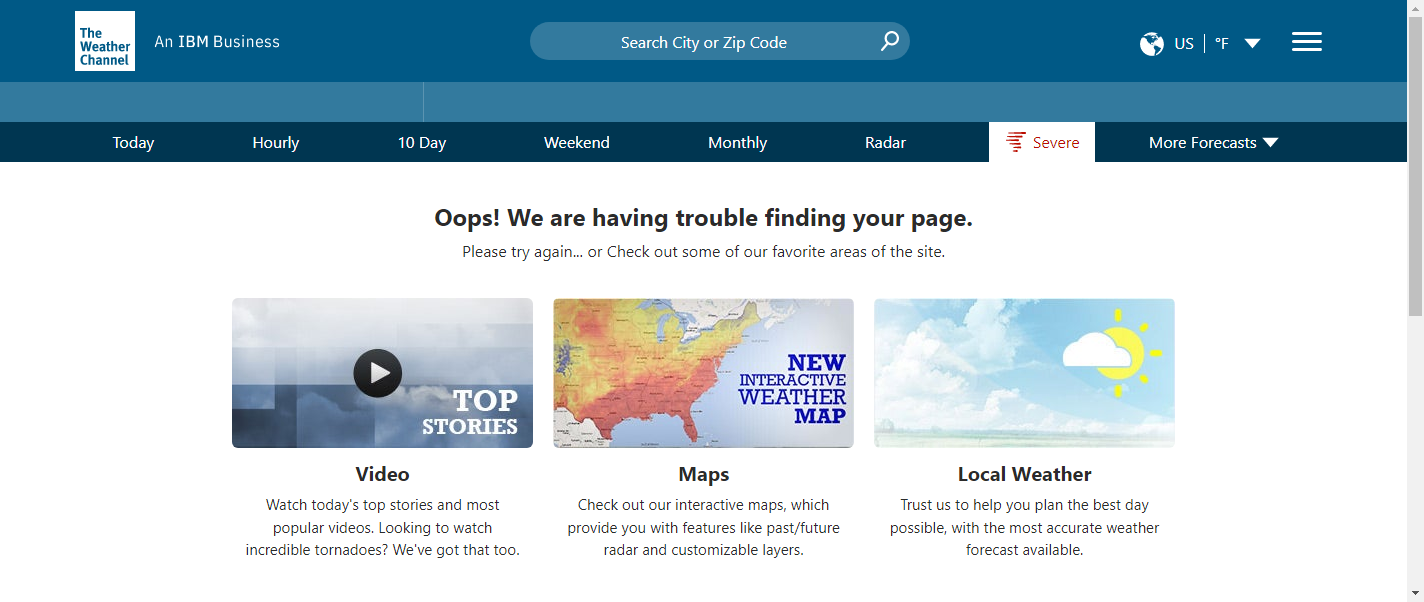 The
Weather
Channel
An IBM Business
Search City or Zip Code
US
°F
Today
Hourly
10 Day
Weekend
Monthly
Radar
Severe
More Forecasts
Oops! We are having trouble finding your page.
Please try again... or Check out some of our favorite areas of the site.
TOP
STORIES
Video
Watch today's top stories and most
popular videos. Looking to watch
incredible tornadoes? We've got that too.
NEW
INTERACTIVE
WEATHER
MAP
Maps
Check out our interactive maps, which
provide you with features like past/future
radar and customizable layers.
Local Weather
Trust us to help you plan the best day
possible, with the most accurate weather
forecast available.